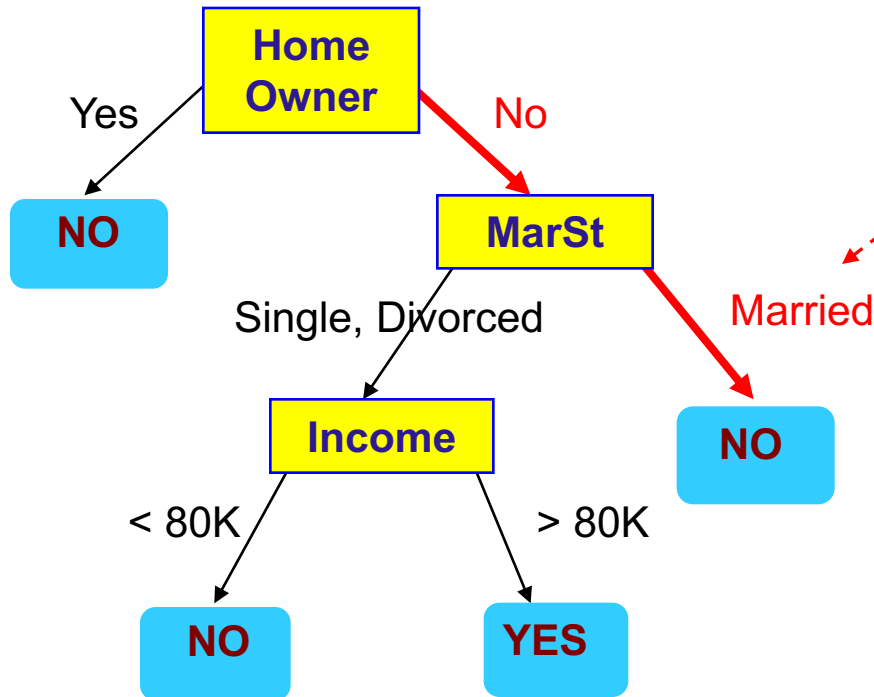 Home
Owner
Yes
No
NO
MarSt
Single, Divorced
Married
Income
NO
< 80K
> 80K
NO
YES